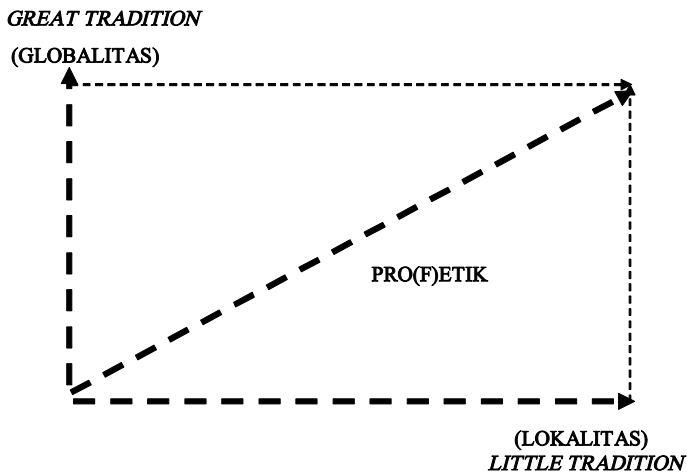 GREAT TRADITION
(GLOBALITAS)
PRO(F)ETIK
(LOKALITAS)
LITTLE TRADITION